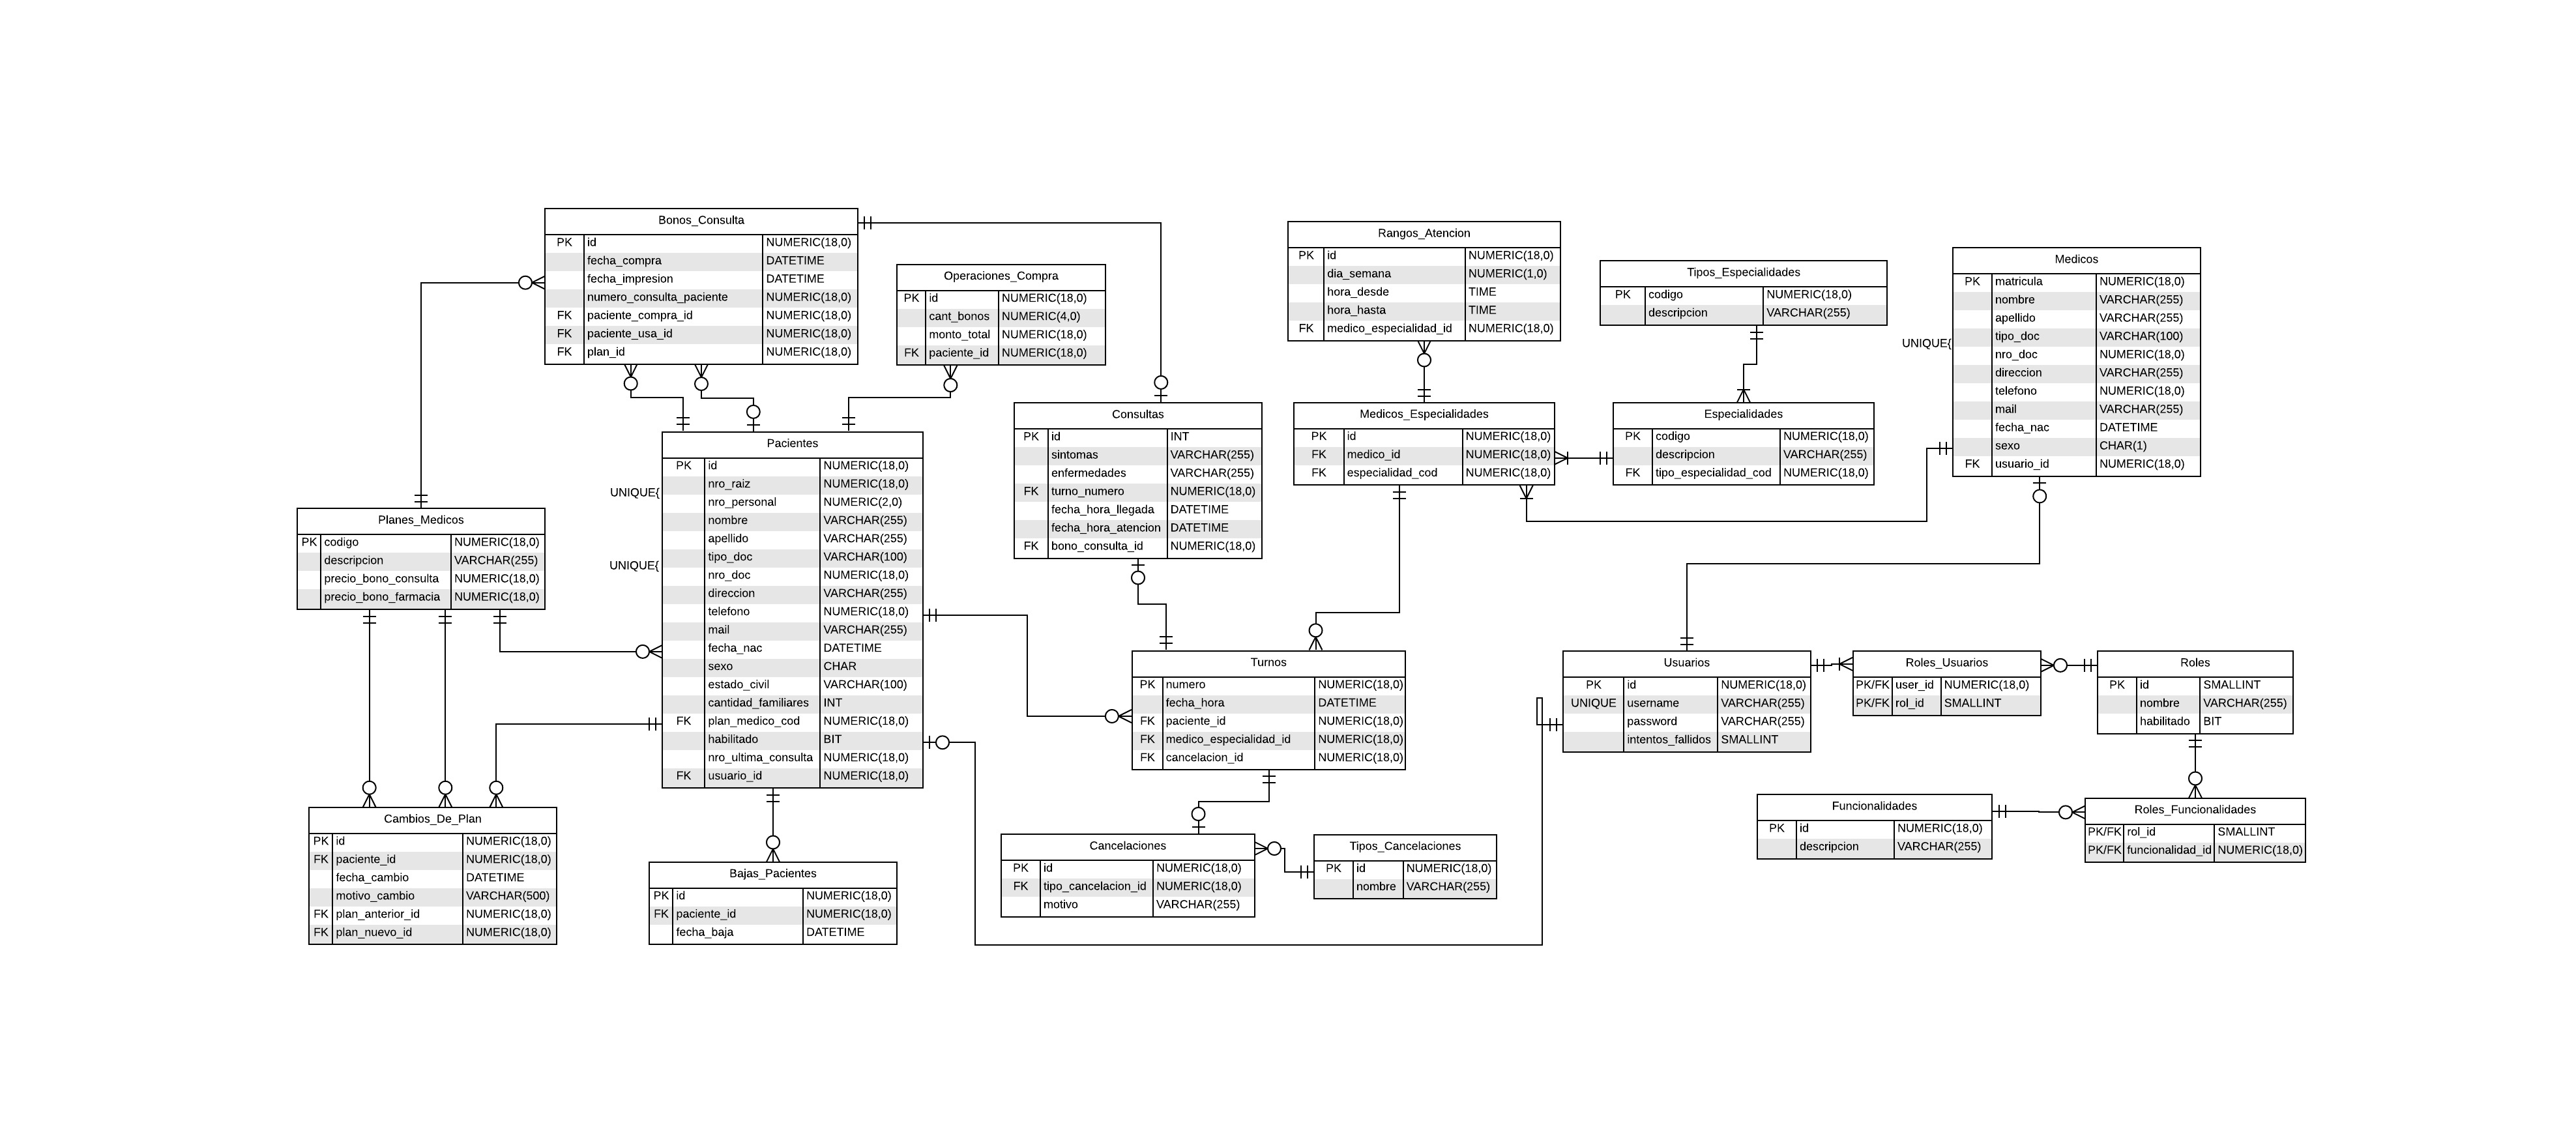 Bonos_Consulta
PK id NUMERIC(18,0)
fecha_compra DATETIME
fecha_impresion DATETIME
numero_consulta_paciente NUMERIC(18,0)
FK paciente_compra_id NUMERIC(18,0)
FK paciente_usa_id NUMERIC(18,0)
FK plan_id NUMERIC(18,0)
Operaciones_Compra
PK id NUMERIC(18,0)
cant_bonos NUMERIC(4,0)
monto_total NUMERIC(18,0)
FK paciente_id NUMERIC(18,0)
Rangos_Atencion
PK id NUMERIC(18,0)
dia_semana NUMERIC(1,0)
hora_desde TIME
hora_hasta TIME
FK medico_especialidad_id NUMERIC(18,0)
Tipos_Especialidades
PK codigo NUMERIC(18,0)
descripcion VARCHAR(255)
Medicos
PK matricula NUMERIC(18,0)
nombre VARCHAR(255)
apellido VARCHAR(255)
tipo_doc VARCHAR(100)
UNIQUE{
nro_doc NUMERIC(18,0)
direccion VARCHAR(255)
telefono NUMERIC(18,0)
mail VARCHAR(255)
fecha_nac DATETIME
sexo CHAR(1)
FK usuario_id NUMERIC(18,0)
Consultas
PK id INT
sintomas VARCHAR(255)
enfermedades VARCHAR(255)
FK turno_numero NUMERIC(18,0)
fecha_hora_llegada DATETIME
fecha_hora_atencion DATETIME
FK bono_consulta_id NUMERIC(18,0)
Medicos_Especialidades
PK id NUMERIC(18,0)
FK medico_id NUMERIC(18,0)
FK especialidad_cod NUMERIC(18,0)
Especialidades
PK codigo NUMERIC(18,0)
descripcion VARCHAR(255)
FK tipo_especialidad_cod NUMERIC(18,0)
Pacientes
PK id NUMERIC(18,0)
nro_raiz NUMERIC(18,0)
UNIQUE{
nro_personal NUMERIC(2,0)
nombre VARCHAR(255)
apellido VARCHAR(255)
tipo_doc VARCHAR(100)
UNIQUE{
nro_doc NUMERIC(18,0)
direccion VARCHAR(255)
telefono NUMERIC(18,0)
mail VARCHAR(255)
fecha_nac DATETIME
sexo CHAR
estado_civil VARCHAR(100)
cantidad_familiares INT
FK plan_medico_cod NUMERIC(18,0)
habilitado BIT
nro_ultima_consulta NUMERIC(18,0)
FK usuario_id NUMERIC(18,0)
Planes_Medicos
PK codigo NUMERIC(18,0)
descripcion VARCHAR(255)
precio_bono_consulta NUMERIC(18,0)
precio_bono_farmacia NUMERIC(18,0)
Turnos
PK numero NUMERIC(18,0)
fecha_hora DATETIME
FK paciente_id NUMERIC(18,0)
FK medico_especialidad_id NUMERIC(18,0)
FK cancelacion_id NUMERIC(18,0)
Usuarios
PK id NUMERIC(18,0)
UNIQUE username VARCHAR(255)
password VARCHAR(255)
intentos_fallidos SMALLINT
Roles_Usuarios
PK/FK user_id NUMERIC(18,0)
PK/FK rol_id SMALLINT
Roles
PK id SMALLINT
nombre VARCHAR(255)
habilitado BIT
Cambios_De_Plan
PK id NUMERIC(18,0)
FK paciente_id NUMERIC(18,0)
fecha_cambio DATETIME
motivo_cambio VARCHAR(500)
FK plan_anterior_id NUMERIC(18,0)
FK plan_nuevo_id NUMERIC(18,0)
Bajas_Pacientes
PK id NUMERIC(18,0)
FK paciente_id NUMERIC(18,0)
fecha_baja DATETIME
Cancelaciones
PK id NUMERIC(18,0)
FK tipo_cancelacion_id NUMERIC(18,0)
motivo VARCHAR(255)
Tipos_Cancelaciones
PK id NUMERIC(18,0)
nombre VARCHAR(255)
Funcionalidades
PK id NUMERIC(18,0)
descripcion VARCHAR(255)
Roles_Funcionalidades
PK/FK rol_id SMALLINT
PK/FK funcionalidad_id NUMERIC(18,0)